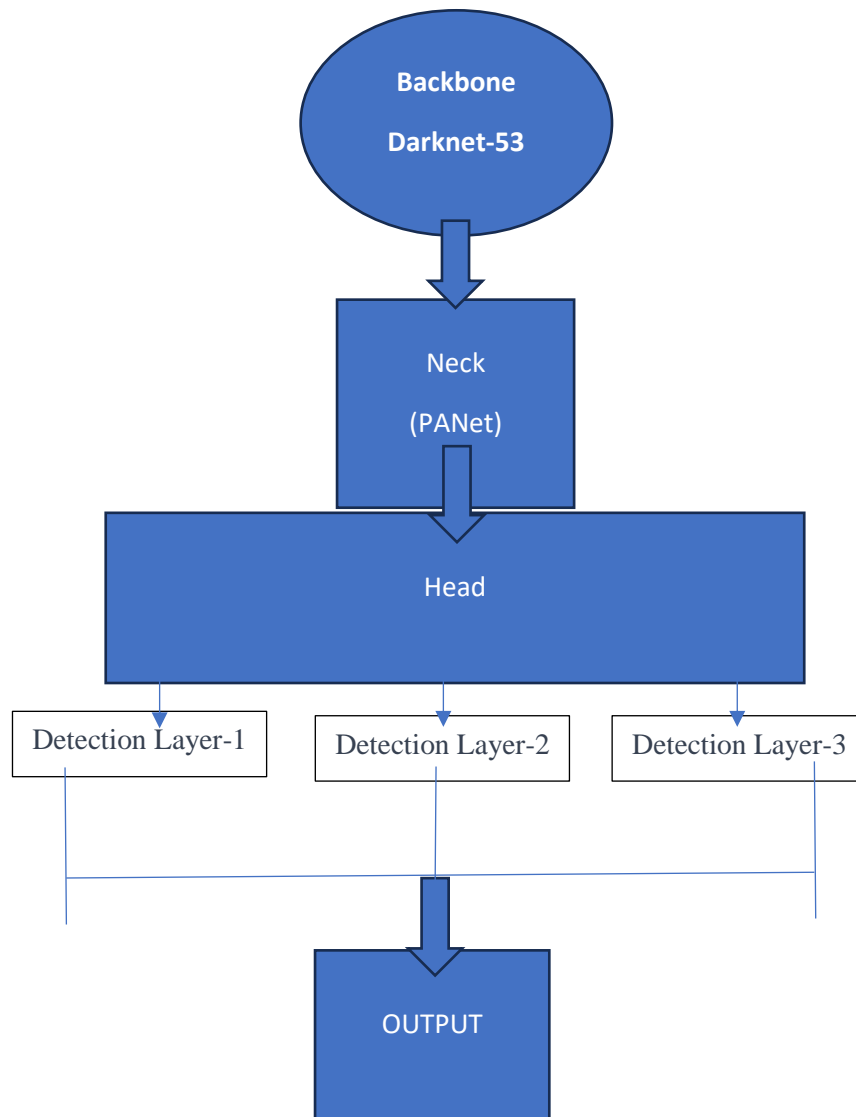 Backbone
Darknet-53
Neck
(PANet)
Head
Detection Layer-1
Detection Layer-2
Detection Layer-3
OUTPUT